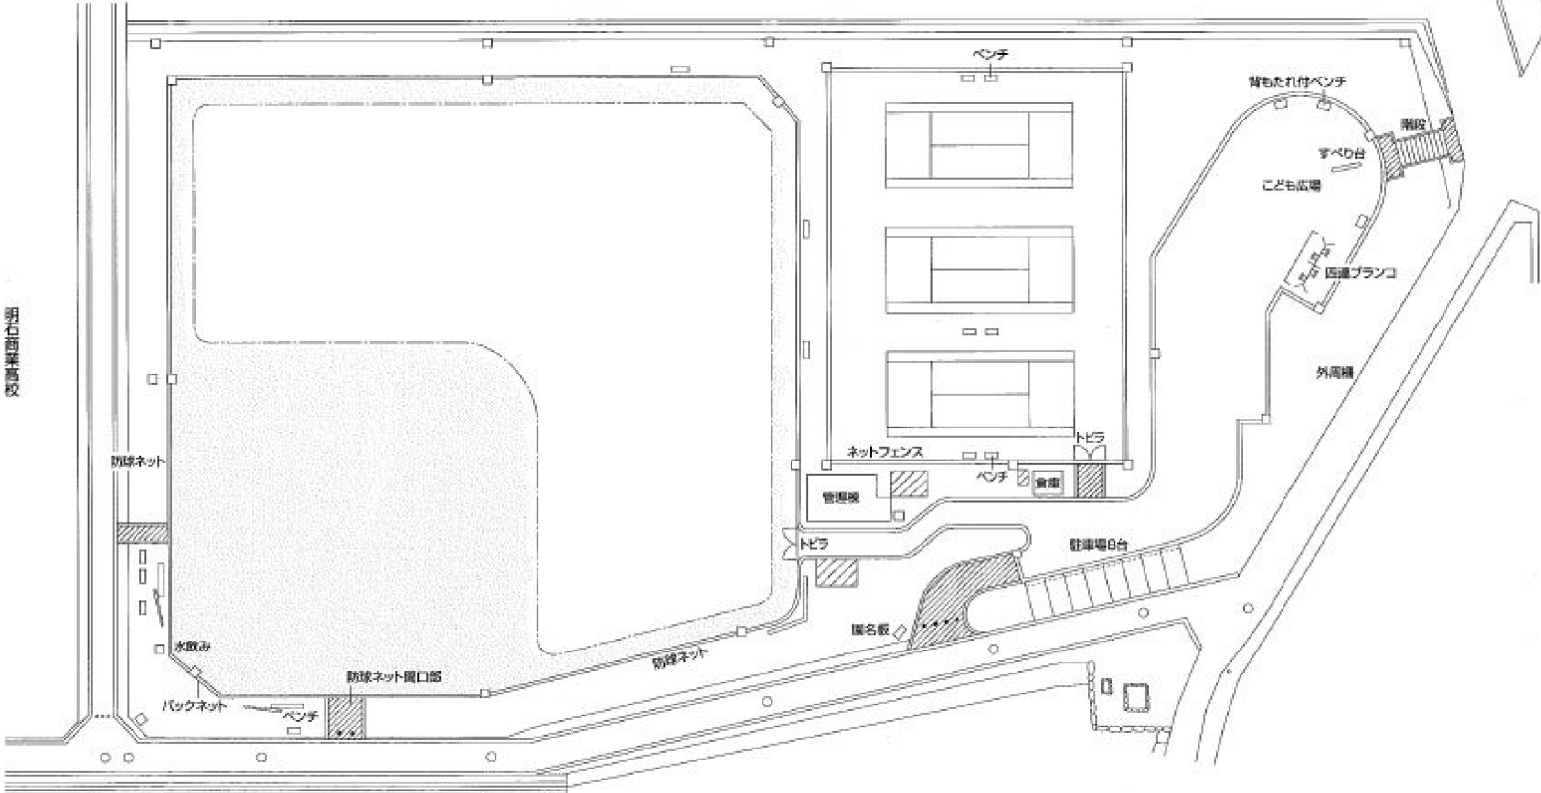 ベンチ
背もたれ付ベンチ
階段
すべり台
こども広場
四連ブランコ
明石商業高校
外周柵
トビラ
ネットフェンス
防球ネット
ベンチ
倉庫
管理棟
トビラ
駐車場8台
園名板
水飲み
防球ネット
防球ネット開口部
バックネット
ベンチ